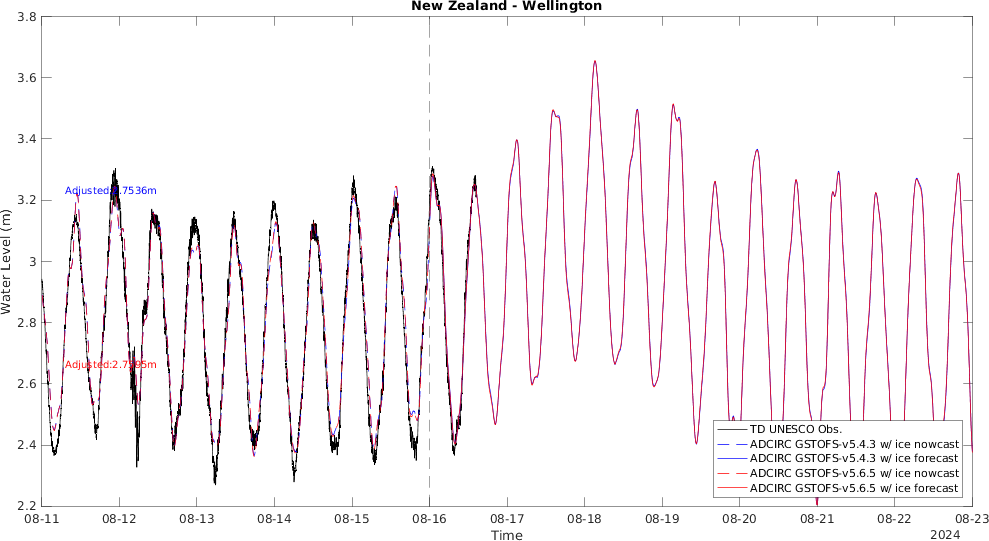 New Zealand - Wellington
Water Level (m)
3.8
3.6
3.4
3.2
3
2.8
2.6
2.4
2.2
Adjusted:
Adjusted:2.
08-11 08-12 08-13 08-14 08-15 08-16 08-17 08-18 08-19 08-20 08-21 08-22 08-23
Time
2024
TD UNESCO Obs.
ADCIRC GSTOFS-v5.4.3 w/ ice nowcast
ADCIRC GSTOFS-v5.4.3 w/ ice forecast
ADCIRC GSTOFS-v5.6.5 w/ ice nowcast
ADCIRC GSTOFS-v5.6.5 w/ ice forecast